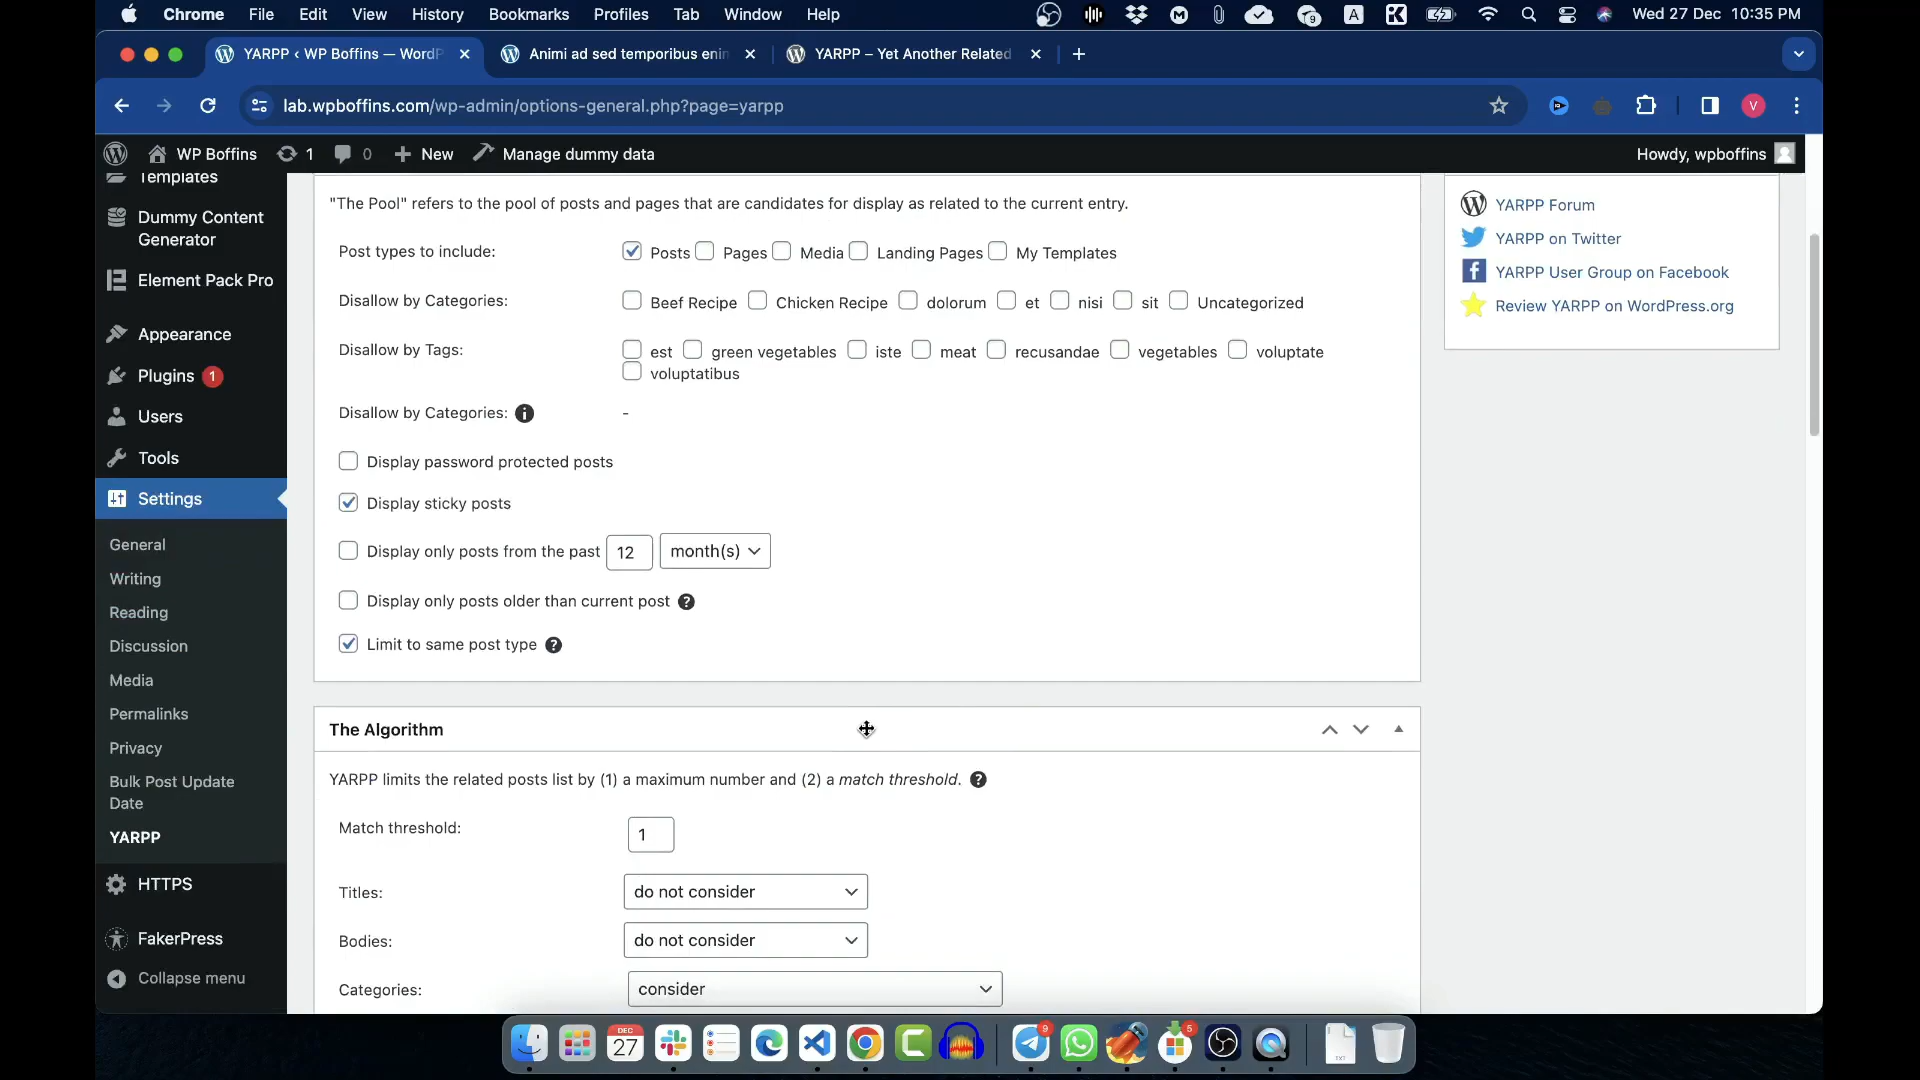 Chrome File Edit View History Bookmarks Profiles Tab Window Help 9 A Wed 27 Dec 10:35 PM
YARPP ‹ WP Boffins — WordP Animi ad sed temporibus enin YARPP – Yet Another Related
lab.wpboffins.com/wp-admin/options-general.php?page=yarpp V
WP Boffins 1 0 New Manage dummy data Howdy, wpboffins
Templates
Dummy Content
Generator
Element Pack Pro
Appearance
Plugins 1
Users
Tools
Settings
General
Writing
Reading
Discussion
Media
Permalinks
Privacy
Bulk Post Update
Date
YARPP
HTTPS
FakerPress
Collapse menu
"The Pool" refers to the pool of posts and pages that are candidates for display as related to the current entry.
Post types to include: Posts Pages Media Landing Pages My Templates
Disallow by Categories: Beef Recipe Chicken Recipe dolorum et nisi sit Uncategorized
Disallow by Tags: est green vegetables iste meat recusandae vegetables voluptate
voluptatibus
Disallow by Categories: -
Display password protected posts
Display sticky posts
Display only posts from the past 12 month(s)
Display only posts older than current post
Limit to same post type
The Algorithm
YARPP limits the related posts list by (1) a maximum number and (2) a match threshold.
Match threshold: 1
Titles: do not consider
Bodies: do not consider
Categories: consider
YARPP Forum
YARPP on Twitter
YARPP User Group on Facebook
Review YARPP on WordPress.org
DEC
27
9
5
TXT